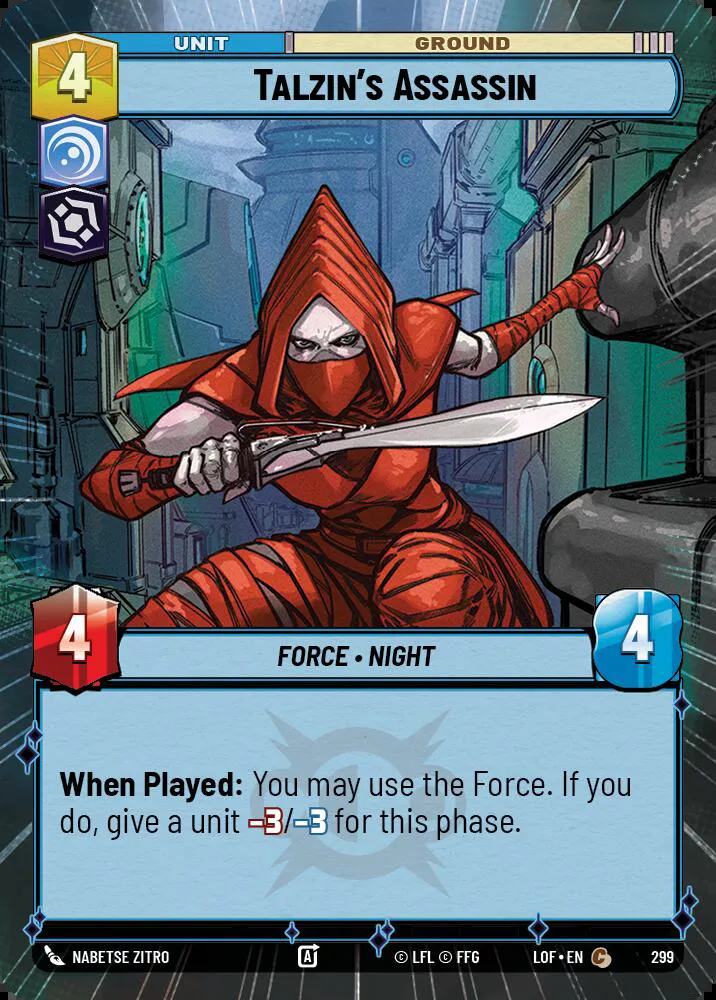 UNIT
GROUND
4
TALZIN'S ASSASSIN
4
FORCE • NIGHT
4
When Played: You may use the Force. If you
do, give a unit -3/-3 for this phase.
NABETSE ZITRO
A
© LFL © FFG
LOF • EN
C
299